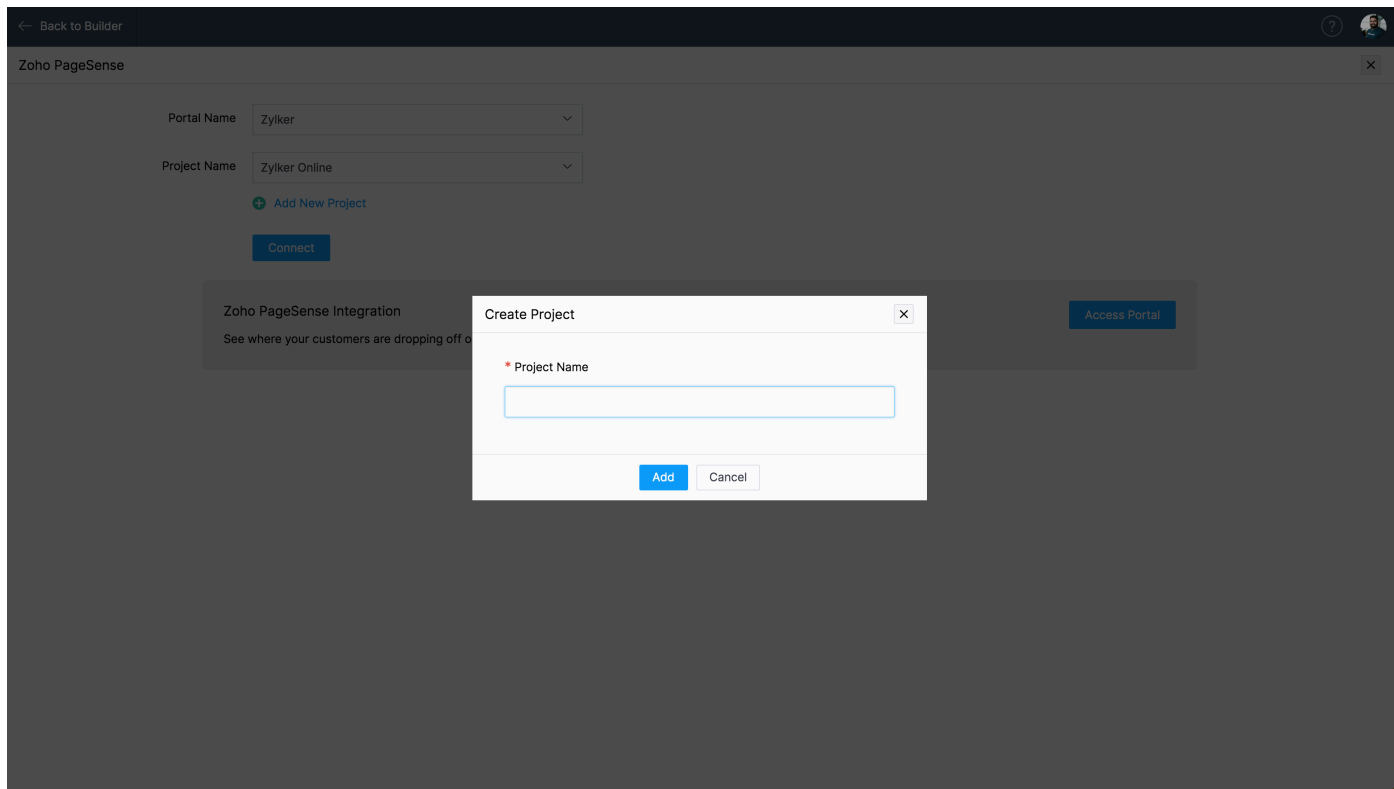 Back to Builder
?
Zoho PageSense
Portal Name
Zylker
Project Name
Zylker Online
Add New Project
Connect
Zoho PageSense Integration
Access Portal
See where your customers are dropping off o
Create Project
* Project Name
Add
Cancel